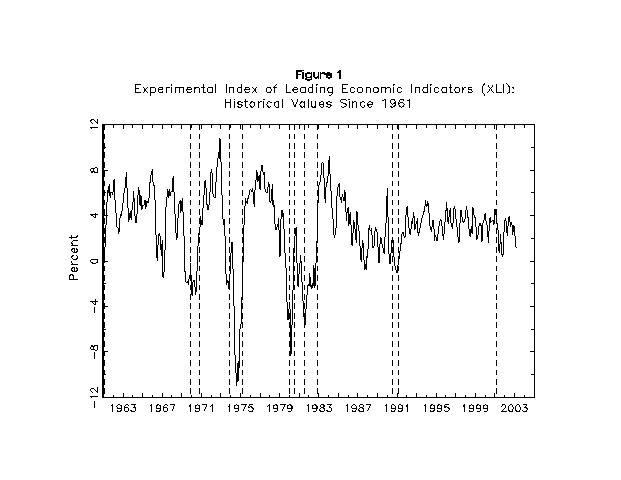 Figure 1
Experimental Index of Leading Economic Indicators (XLI):
Historical Values Since 1961
Percent
12
8
4
0
-4
-8
-12
1963 1967 1971 1975 1979 1983 1987 1991 1995 1999 2003